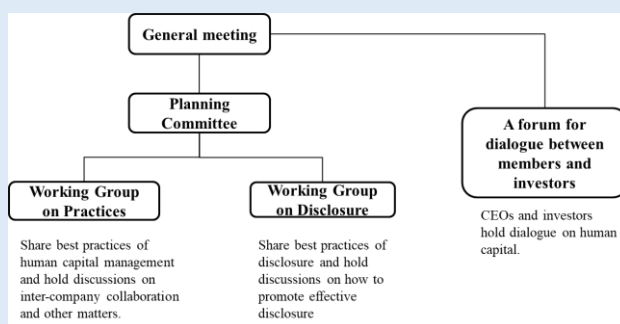 General meeting
Planning
Committee
A forum for
dialogue between
members and
investors
Working Group
on Practices
Working Group
on Disclosure
CEOs and investors
hold dialogue on human
capital.
Share best practices of
human capital management
and hold discussions on
inter-company collaboration
and other matters.
Share best practices of
disclosure and hold
discussions on how to
promote effective
disclosure